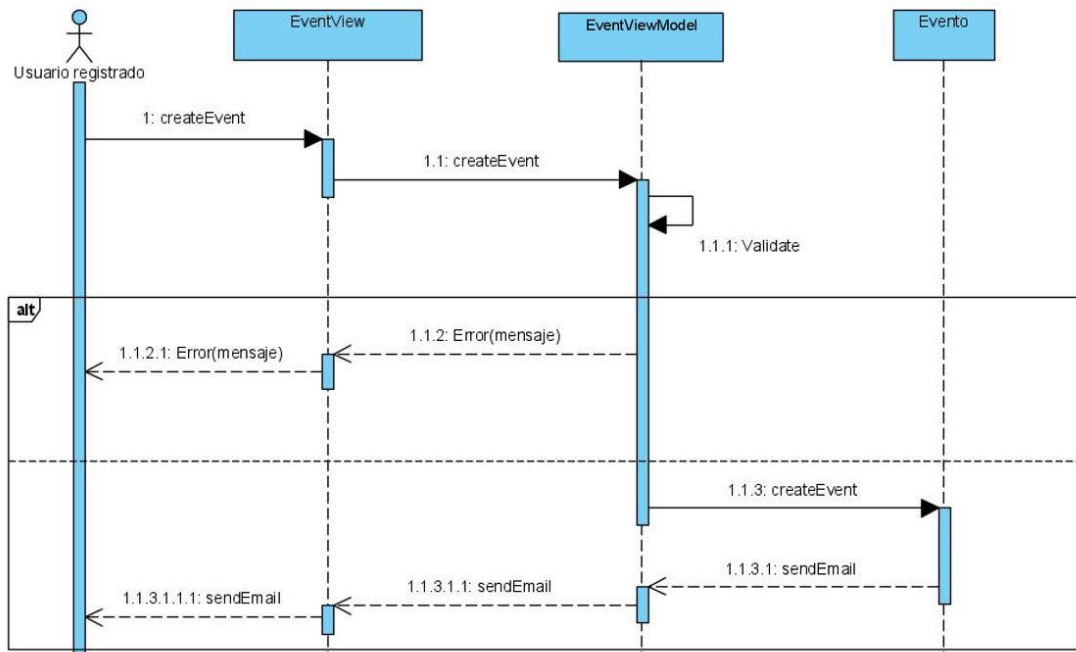 EventView
EventViewModel
Evento
Usuario registrado
1: createEvent
1.1: createEvent
1.1.1: Validate
alt
1.1.2: Error(mensaje)
1.1.2.1: Error(mensaje)
1.1.3: createEvent
1.1.3.1: sendEmail
1.1.3.1.1: sendEmail
1.1.3.1.1.1: sendEmail